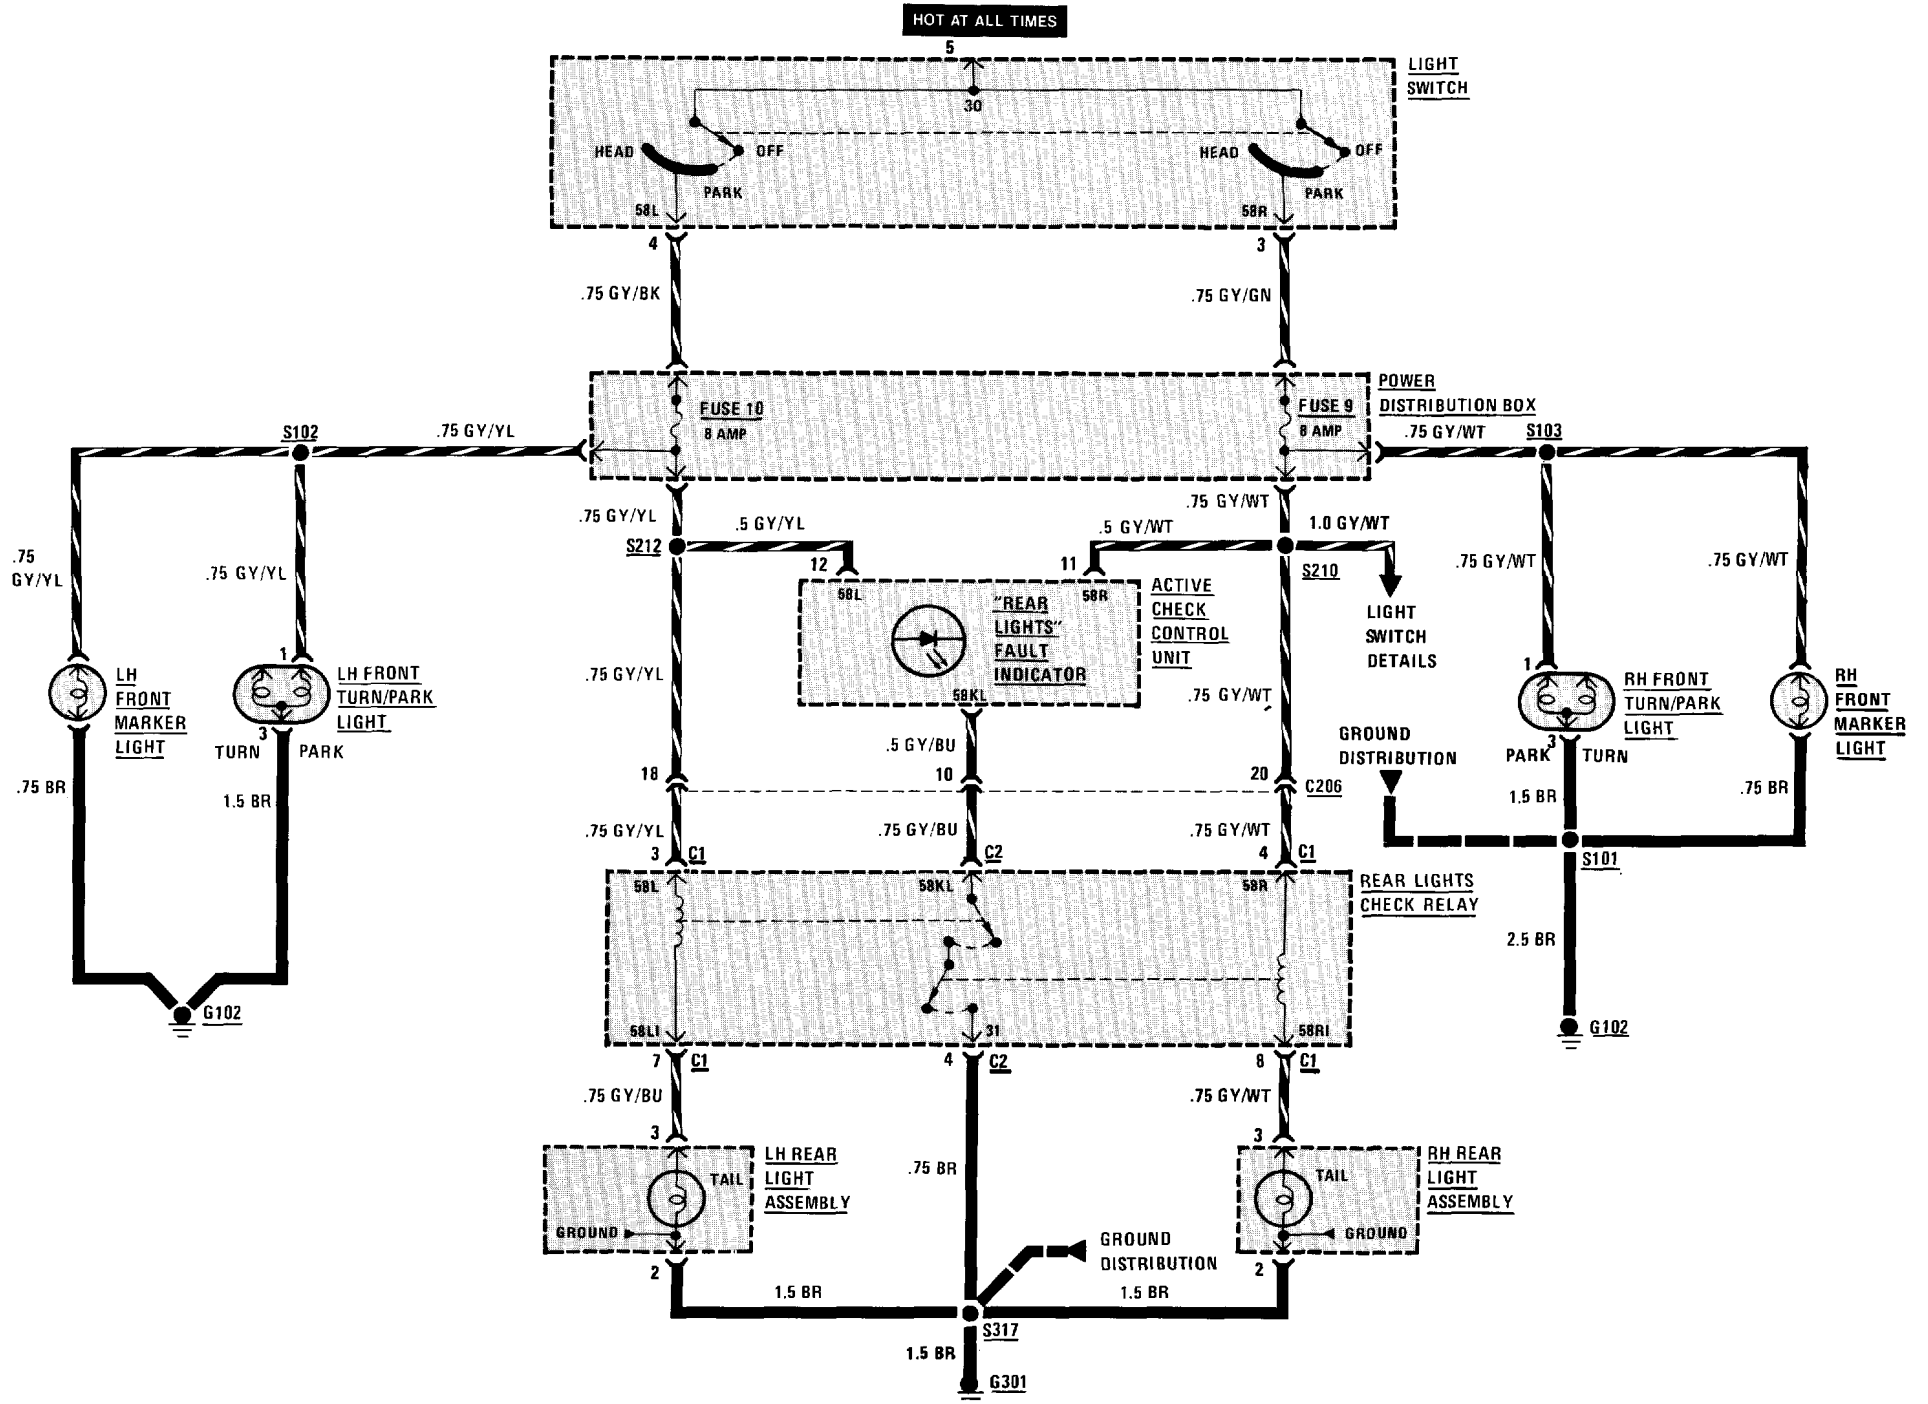 HOT AT ALL TIMES
5
LIGHT
SWITCH
30
HEAD
OFF
PARK
58L
HEAD
OFF
PARK
58R
4
3
.75 GY/BK
.75 GY/GN
POWER
DISTRIBUTION BOX
FUSE 10
8 AMP
FUSE 9
8 AMP
S102
.75 GY/YL
.75 GY/WT
S103
.75 GY/YL
.5 GY/YL
S212
12
.75 GY/WT
.5 GY/WT
1.0 GY/WT
11
S210
.75
GY/YL
.75 GY/YL
.75 GY/WT
.75 GY/WT
58L
"REAR
LIGHTS"
FAULT
INDICATOR
58R
58KL
ACTIVE
CHECK
CONTROL
UNIT
LIGHT
SWITCH
DETAILS
1
LH
FRONT
MARKER
LIGHT
LH FRONT
TURN/PARK
LIGHT
3
TURN
PARK
.75 GY/YL
.75 GY/WT
1
RH FRONT
TURN/PARK
LIGHT
3
PARK
TURN
RH
FRONT
MARKER
LIGHT
.5 GY/BU
GROUND
DISTRIBUTION
.75 BR
1.5 BR
18
10
20
C206
1.5 BR
.75 BR
.75 GY/YL
.75 GY/BU
.75 GY/WT
3
C1
C2
4
C1
S101
58L
58KL
58R
REAR LIGHTS
CHECK RELAY
2.5 BR
G102
58LI
31
58RI
G102
7
C1
4
C2
8
C1
.75 GY/BU
.75 GY/WT
3
3
LH REAR
LIGHT
ASSEMBLY
TAIL
GROUND
.75 BR
TAIL
GROUND
RH REAR
LIGHT
ASSEMBLY
GROUND
DISTRIBUTION
2
2
1.5 BR
1.5 BR
S317
1.5 BR
G301